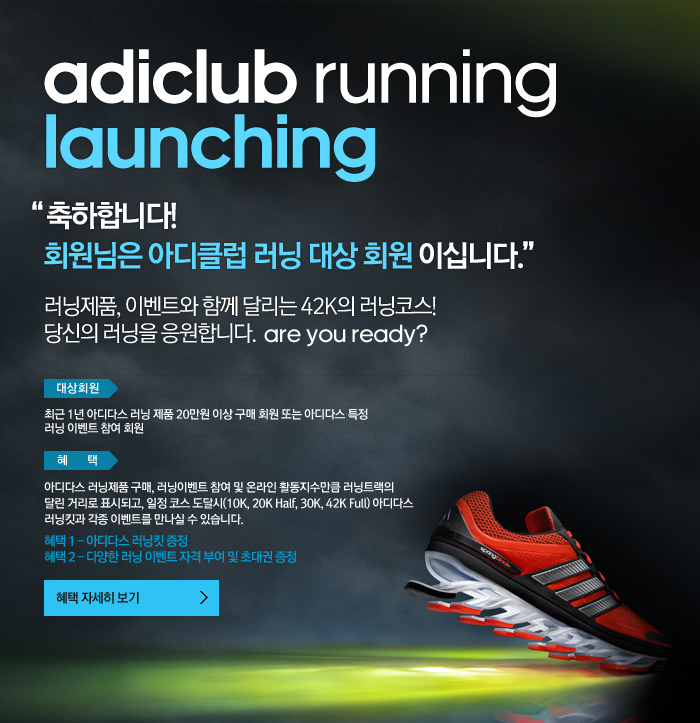 adiclub running
launching
“축하합니다!
회원님은 아디클럽 러닝 대상 회원 이십니다.”
러닝제품, 이벤트와 함께 달리는 42K의 러닝코스!
당신의 러닝을 응원합니다. are you ready?
대상회원
최근 1년 아디다스 러닝 제품 20만원 이상 구매 회원 또는 아디다스 특정
러닝 이벤트 참여 회원
혜 택
아디다스 러닝제품 구매, 러닝이벤트 참여 및 온라인 활동지수만큼 러닝트랙의
달린 거리로 표시되고, 일정 코스 도달시(10K, 20K Half, 30K, 42K Full) 아디다스
러닝킷과 각종 이벤트를 만나실 수 있습니다.
혜택 1 - 아디다스 러닝킷 증정
혜택 2 - 다양한 러닝 이벤트 자격 부여 및 초대권 증정
springblade
혜택 자세히 보기